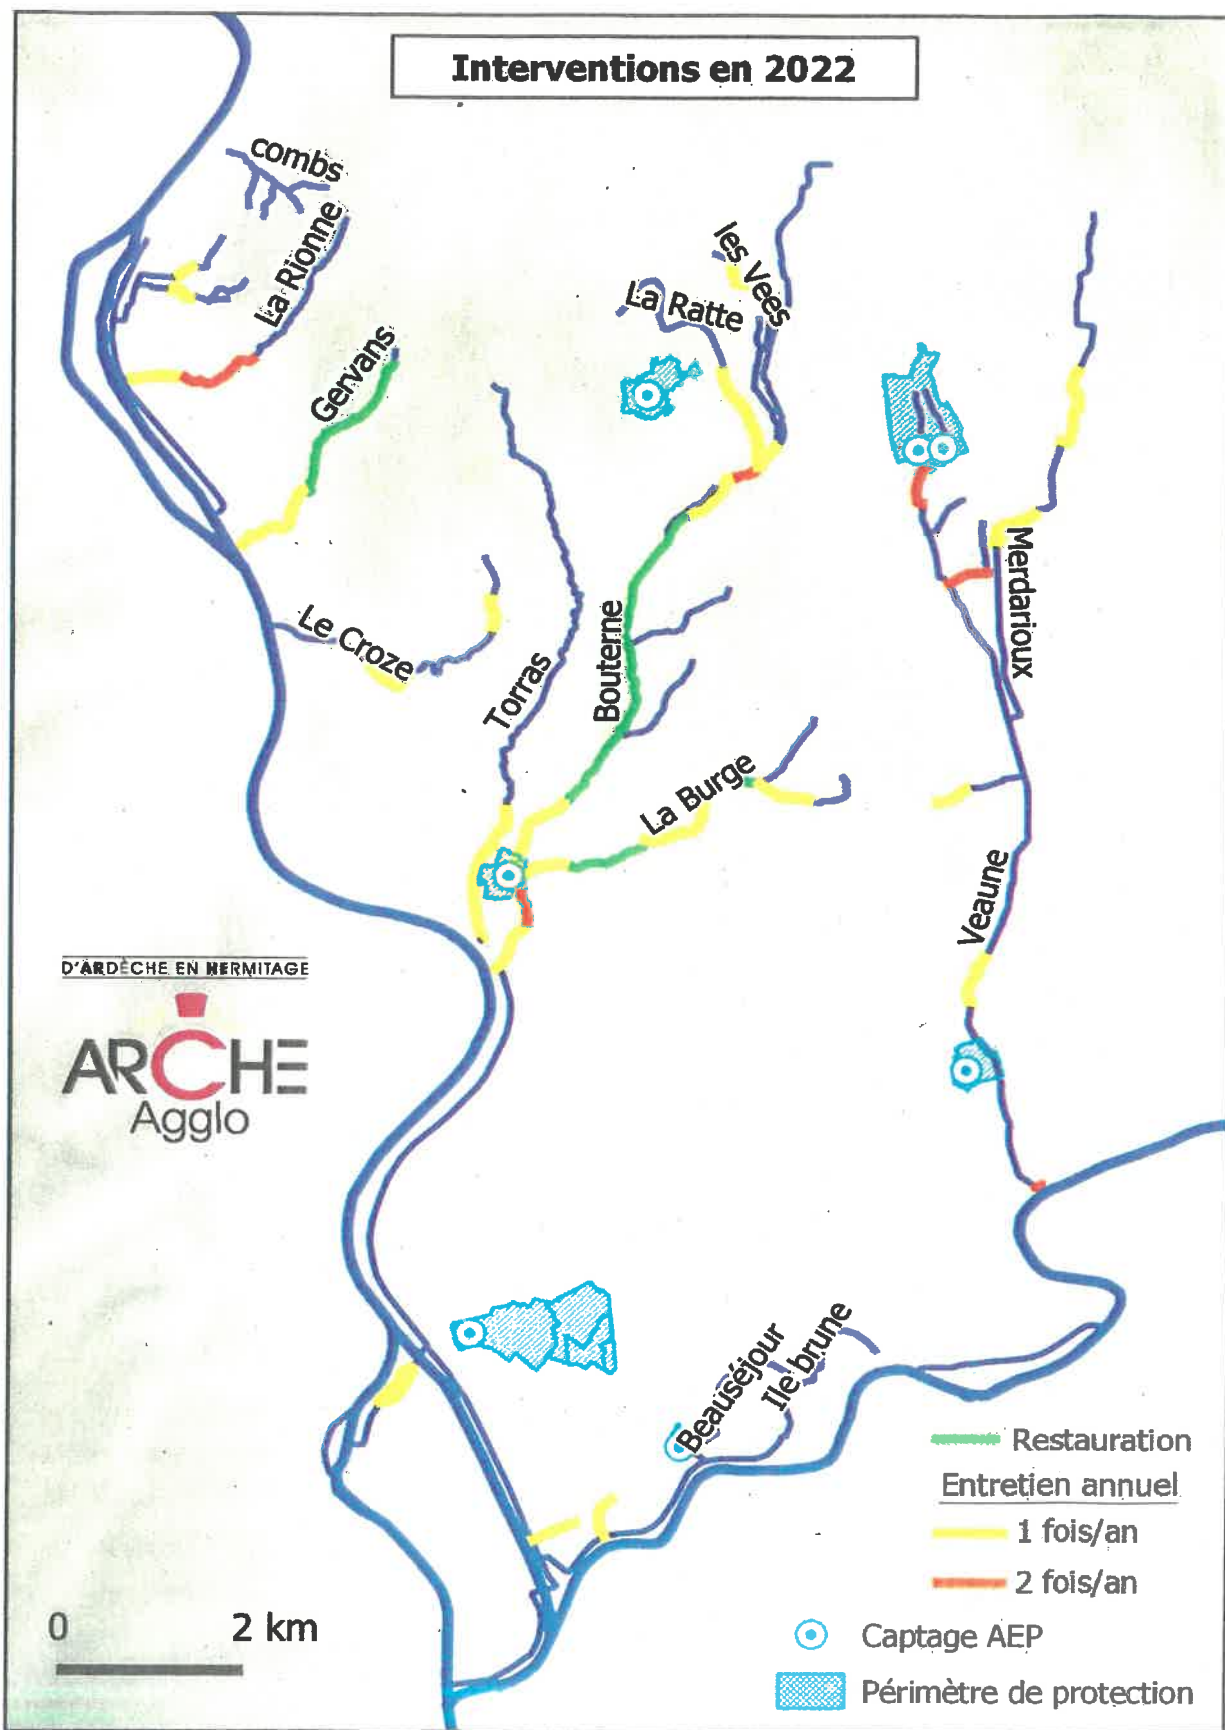 Interventions en 2022
combs
La Rionne
les Vees
La Ratte
Gervans
Merdarioux
Le Croze
Torras
Bouterne
La Burge
Veaune
D'ARDÈCHE EN HERMITAGE
ARCHE
Agglo
Beauséjour
Ile brune
Restauration
Entretien annuel
1 fois/an
2 fois/an
0 2 km
Captage AEP
Périmètre de protection